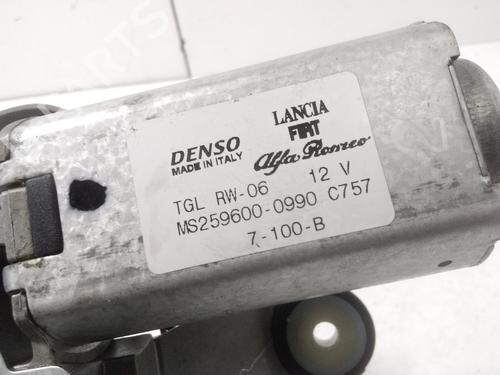 LANCIA
FIAT
Alfa Romeo
DENSO
MADE IN ITALY
TGL RW-06 12 V
MS259600-0990 C757
7-100-B